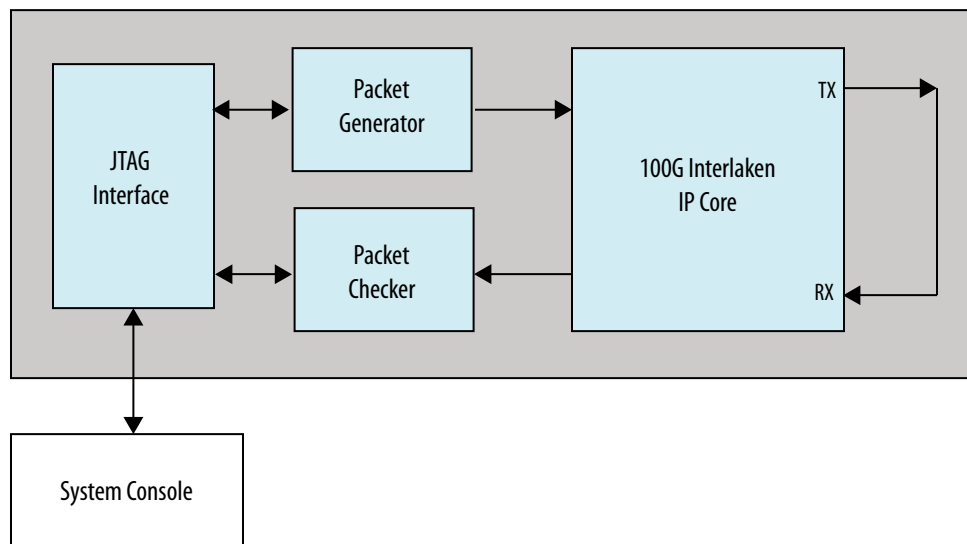 JTAG
Interface
Packet
Generator
Packet
Checker
TX
100G Interlaken
IP Core
RX
System Console